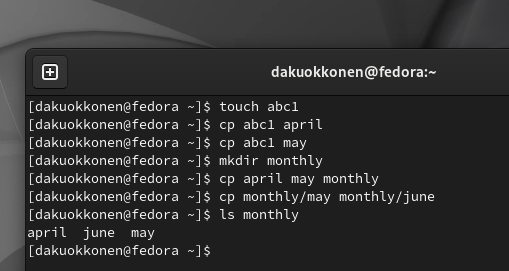 dakuokkonen@fedora:~
[dakuokkonen@fedora ~]$ touch abc1
[dakuokkonen@fedora ~]$ cp abc1 april
[dakuokkonen@fedora ~]$ cp abc1 may
[dakuokkonen@fedora ~]$ mkdir monthly
[dakuokkonen@fedora ~]$ cp april may monthly
[dakuokkonen@fedora ~]$ cp monthly/may monthly/june
[dakuokkonen@fedora ~]$ ls monthly
april  june  may
[dakuokkonen@fedora ~]$